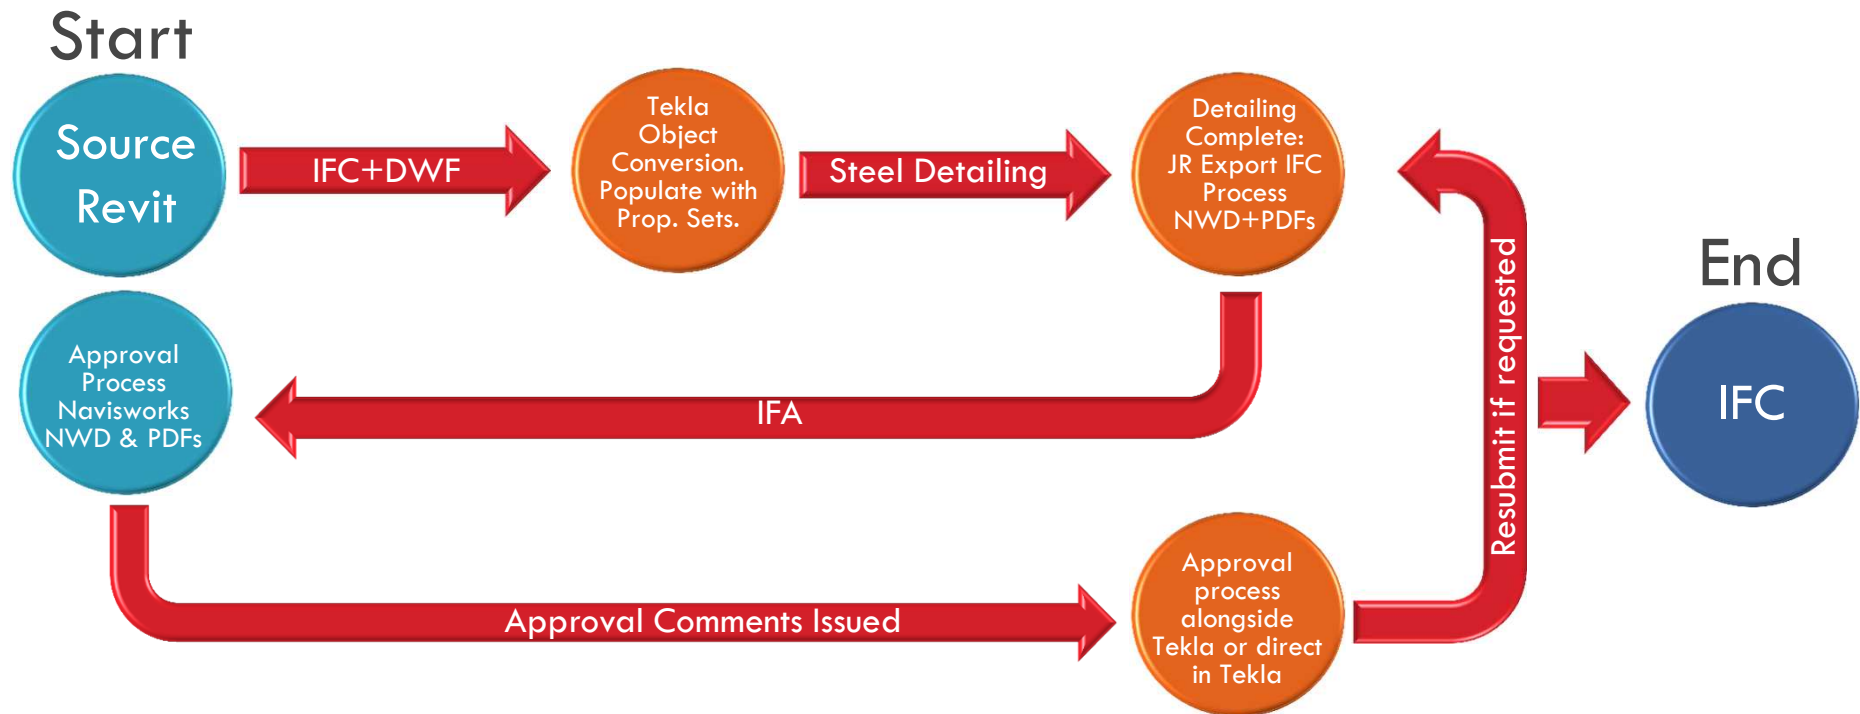 Start
Source
Revit
IFC+DWF
Tekla
Object
Conversion.
Populate with
Prop. Sets.
Steel Detailing
Detailing
Complete:
JR Export IFC
Process
NWD+PDFs
IFA
Approval
Process
Navisworks
NWD & PDFs
Approval Comments Issued
Approval
process
alongside
Tekla or direct
in Tekla
Resubmit if requested
End
IFC